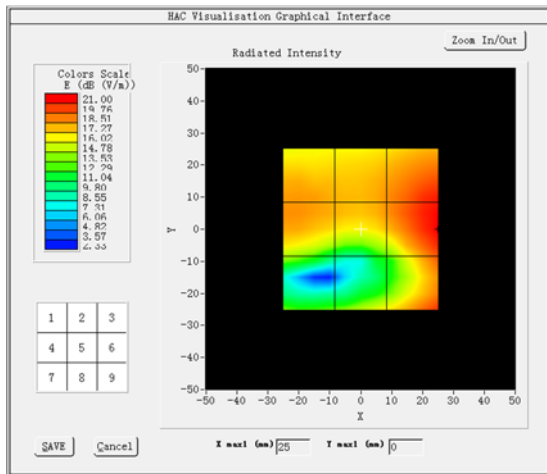 HAC Visualisation Graphical Interface
Zoom In/Out
Radiated Intensity
Colors Scale
E (dB (V/m))
21.00
19.76
18.51
17.27
16.02
14.78
13.53
12.29
11.04
9.80
8.55
7.31
6.06
4.82
3.57
2.33
50
40
30
20
10
0
-10
-20
-30
-40
-50
Y
-50 -40 -30 -20 -10 0 10 20 30 40 50
X
1 2 3
4 5 6
7 8 9
SAVE Cancel
X max1 (mm) 25 Y max1 (mm) 0